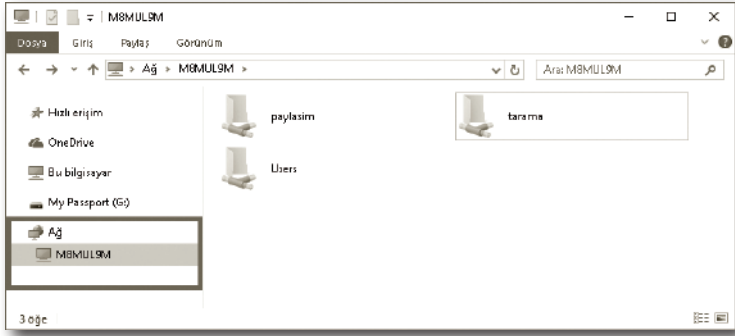 M8MUL9M
Dosya Giriş Paylaş Görünüm
Ağ > M8MUL9M > Ara: M8MUL9M
Hızlı erişim
OneDrive
Bu bilgisayar
My Passport (G:)
Ağ
M8MUL9M
paylasim
tarama
Users
3 öğe